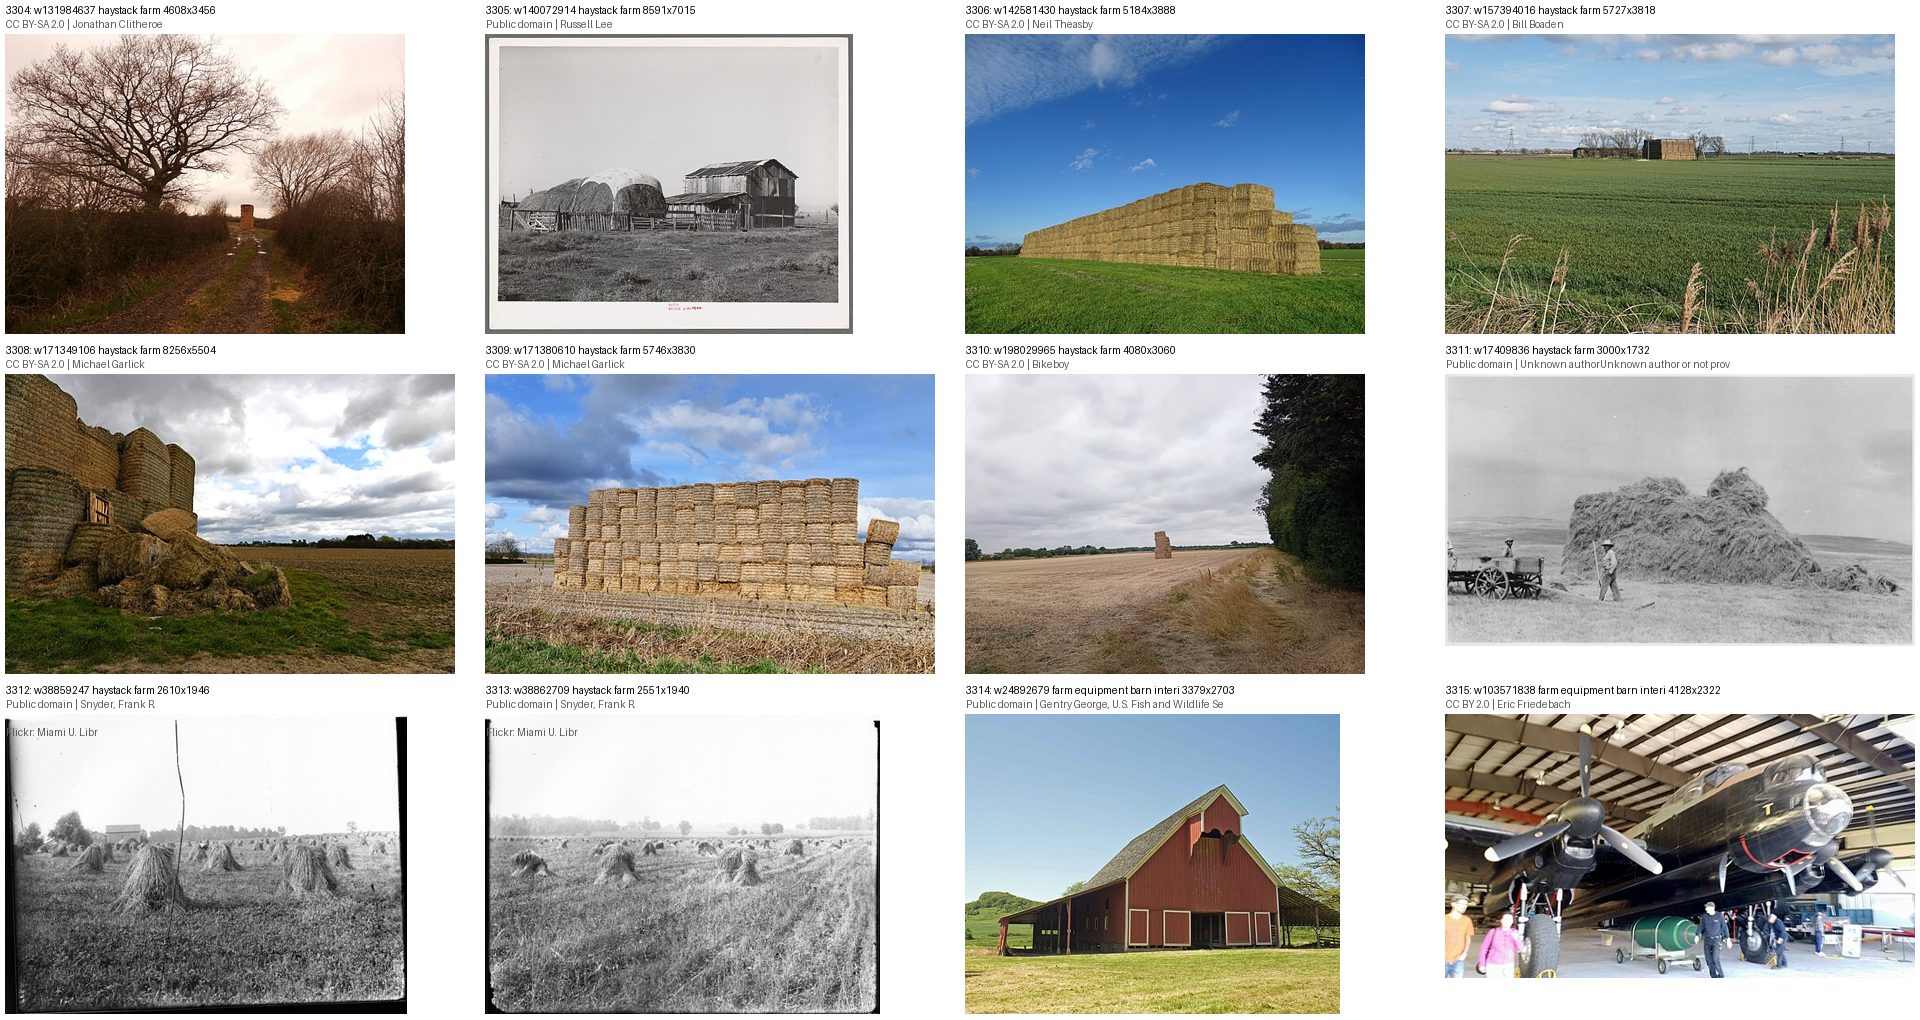 3304: w131984637 haystack farm 4608x3456
CC BY-SA 2.0 | Jonathan Clitheroe
3305: w140072914 haystack farm 8591x7015
Public domain | Russell Lee
3306: w142581430 haystack farm 5184x3888
CC BY-SA 2.0 | Neil Theasby
3307: w157394016 haystack farm 5727x3818
CC BY-SA 2.0 | Bill Boaden
3308: w171349106 haystack farm 8256x5504
CC BY-SA 2.0 | Michael Garlick
3309: w171380610 haystack farm 5746x3830
CC BY-SA 2.0 | Michael Garlick
3310: w198029965 haystack farm 4080x3060
CC BY-SA 2.0 | Bikeboy
3311: w17409836 haystack farm 3000x1732
Public domain | Unknown authorUnknown author or not prov
3312: w38859247 haystack farm 2610x1946
Public domain | Snyder, Frank R
Flickr: Miami U. Libr
3313: w38862709 haystack farm 2551x1940
Public domain | Snyder, Frank R
Flickr: Miami U. Libr
3314: w24892679 farm equipment barn interi 3379x2703
Public domain | Gentry George, U.S. Fish and Wildlife Se
3315: w103571838 farm equipment barn interi 4128x2322
CC BY 2.0 | Eric Friedebach